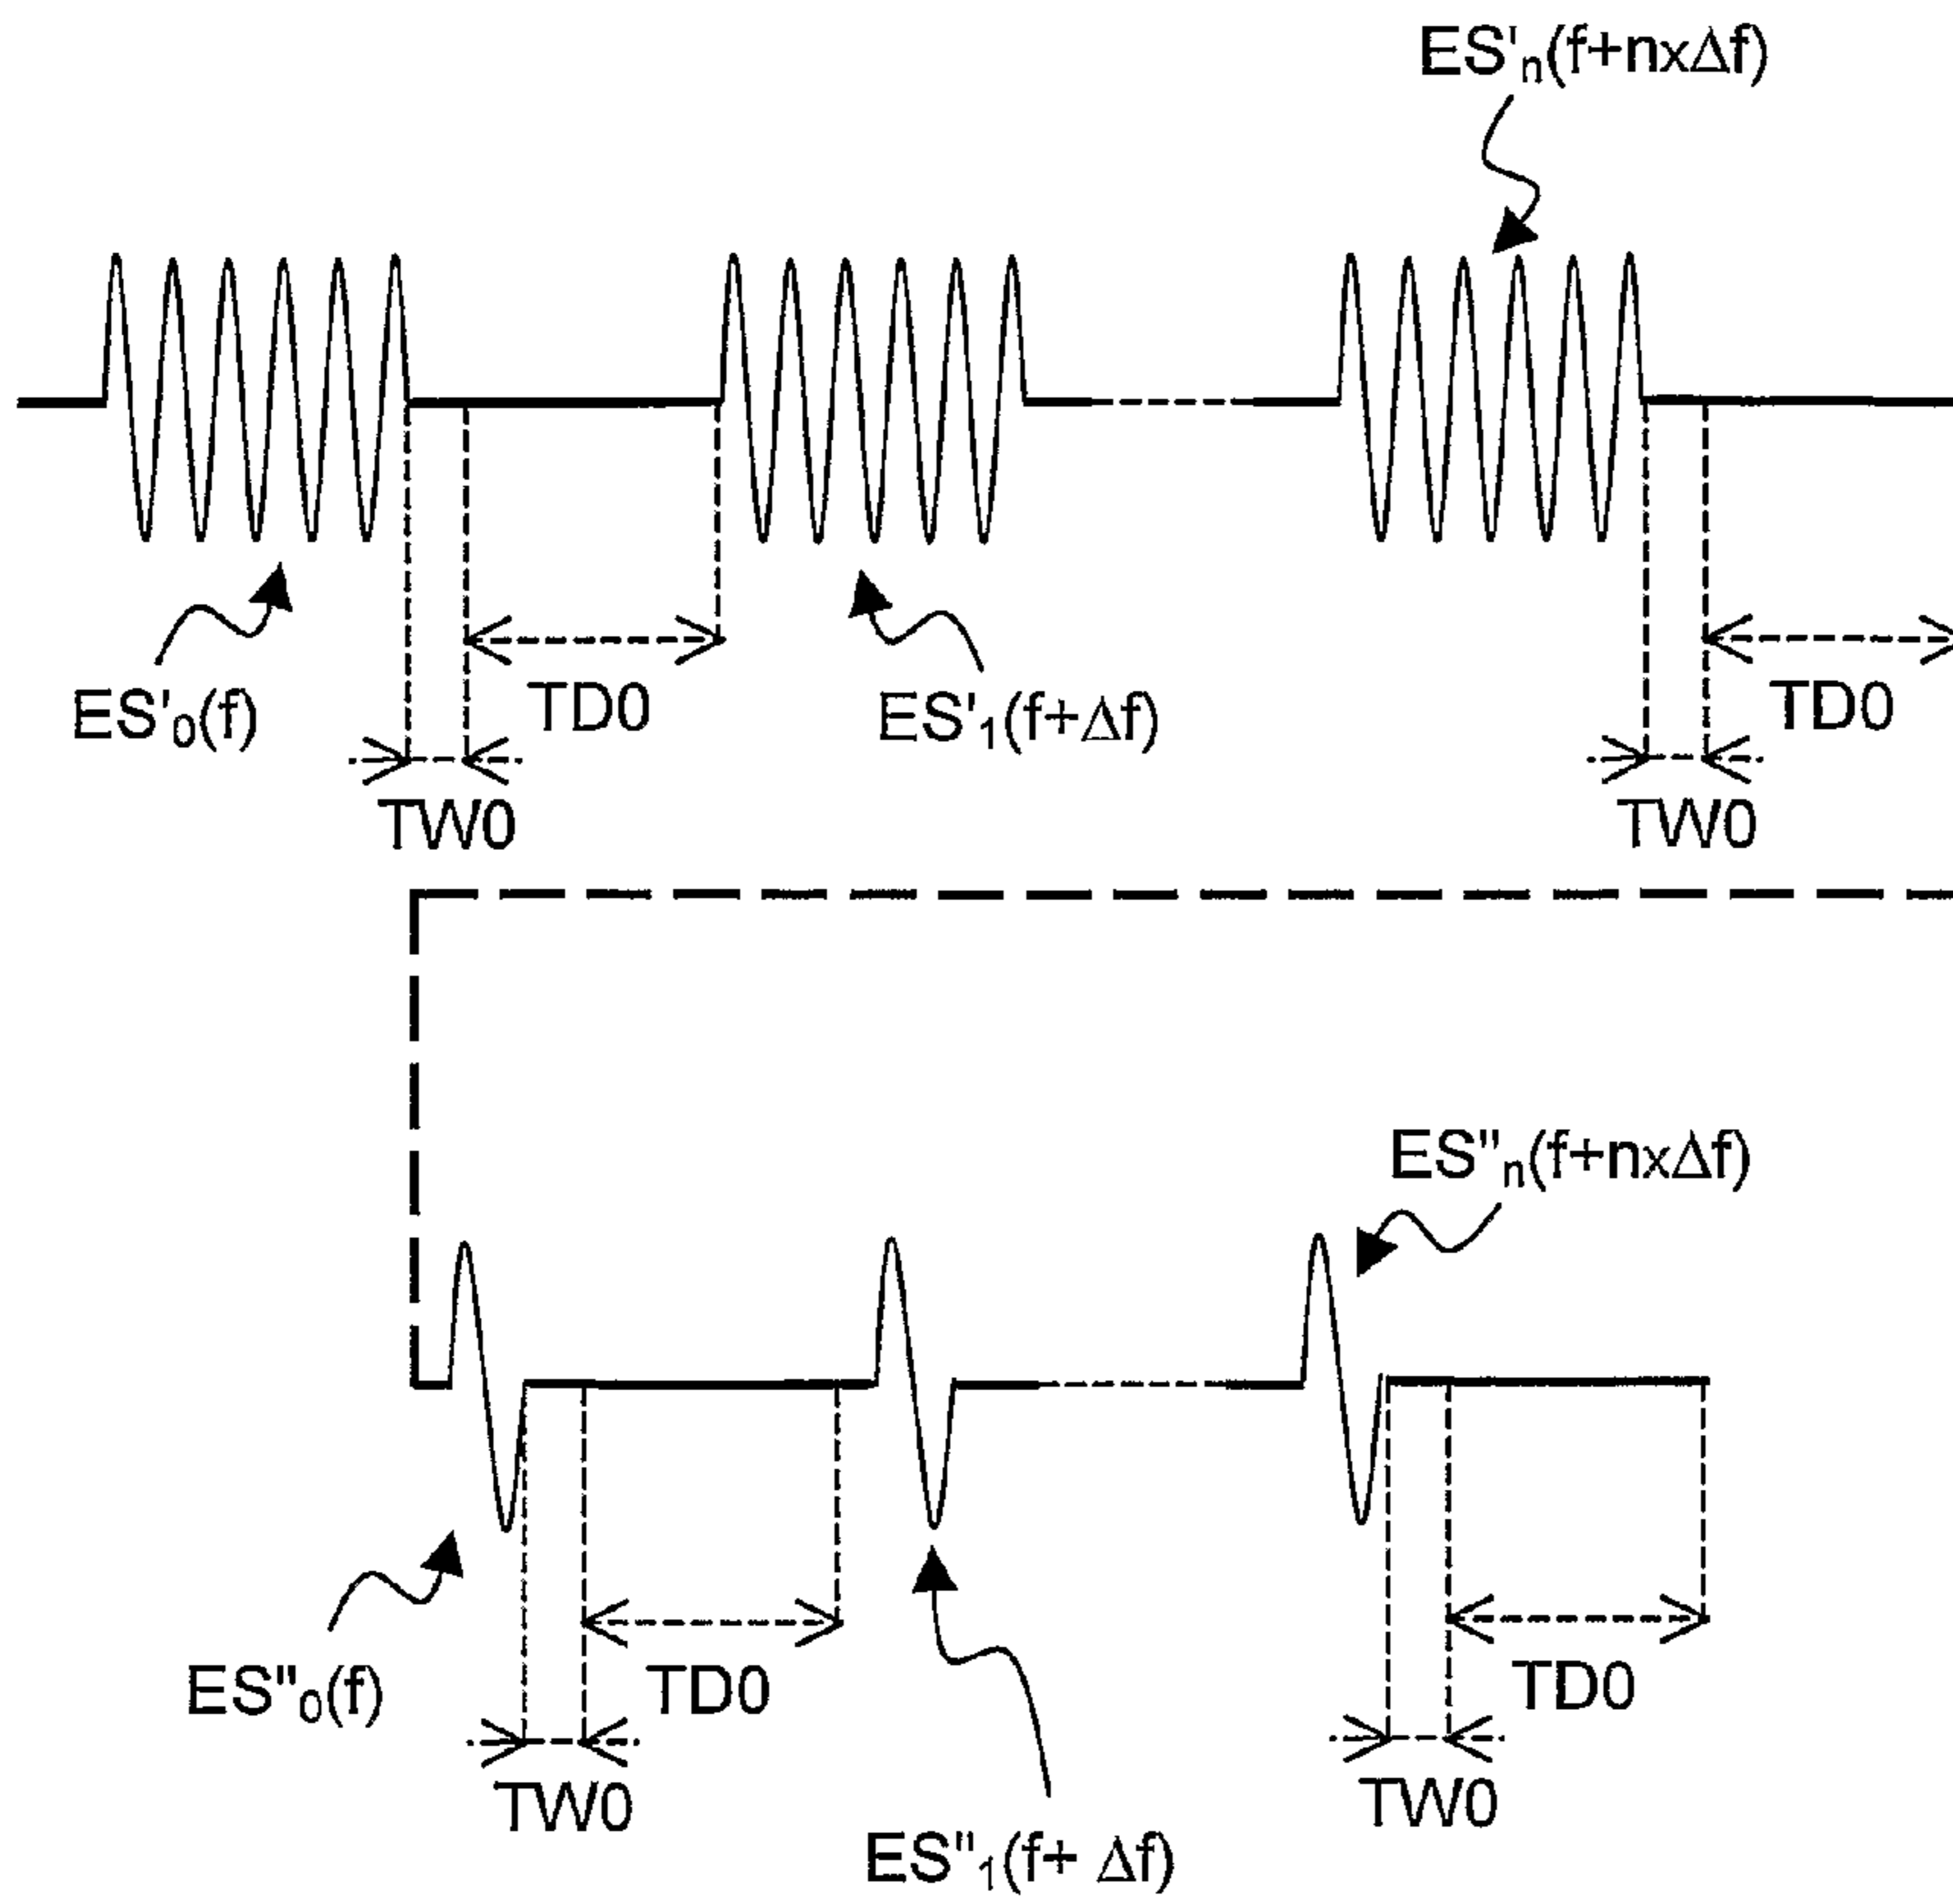 ES'n(f+nxΔf)
ES'0(f)
TD0
ES'1(f+Δf)
TD0
TW0
TW0
ES"n(f+nxΔf)
ES"0(f)
TD0
TD0
TW0
TW0
ES"1(f+ Δf)